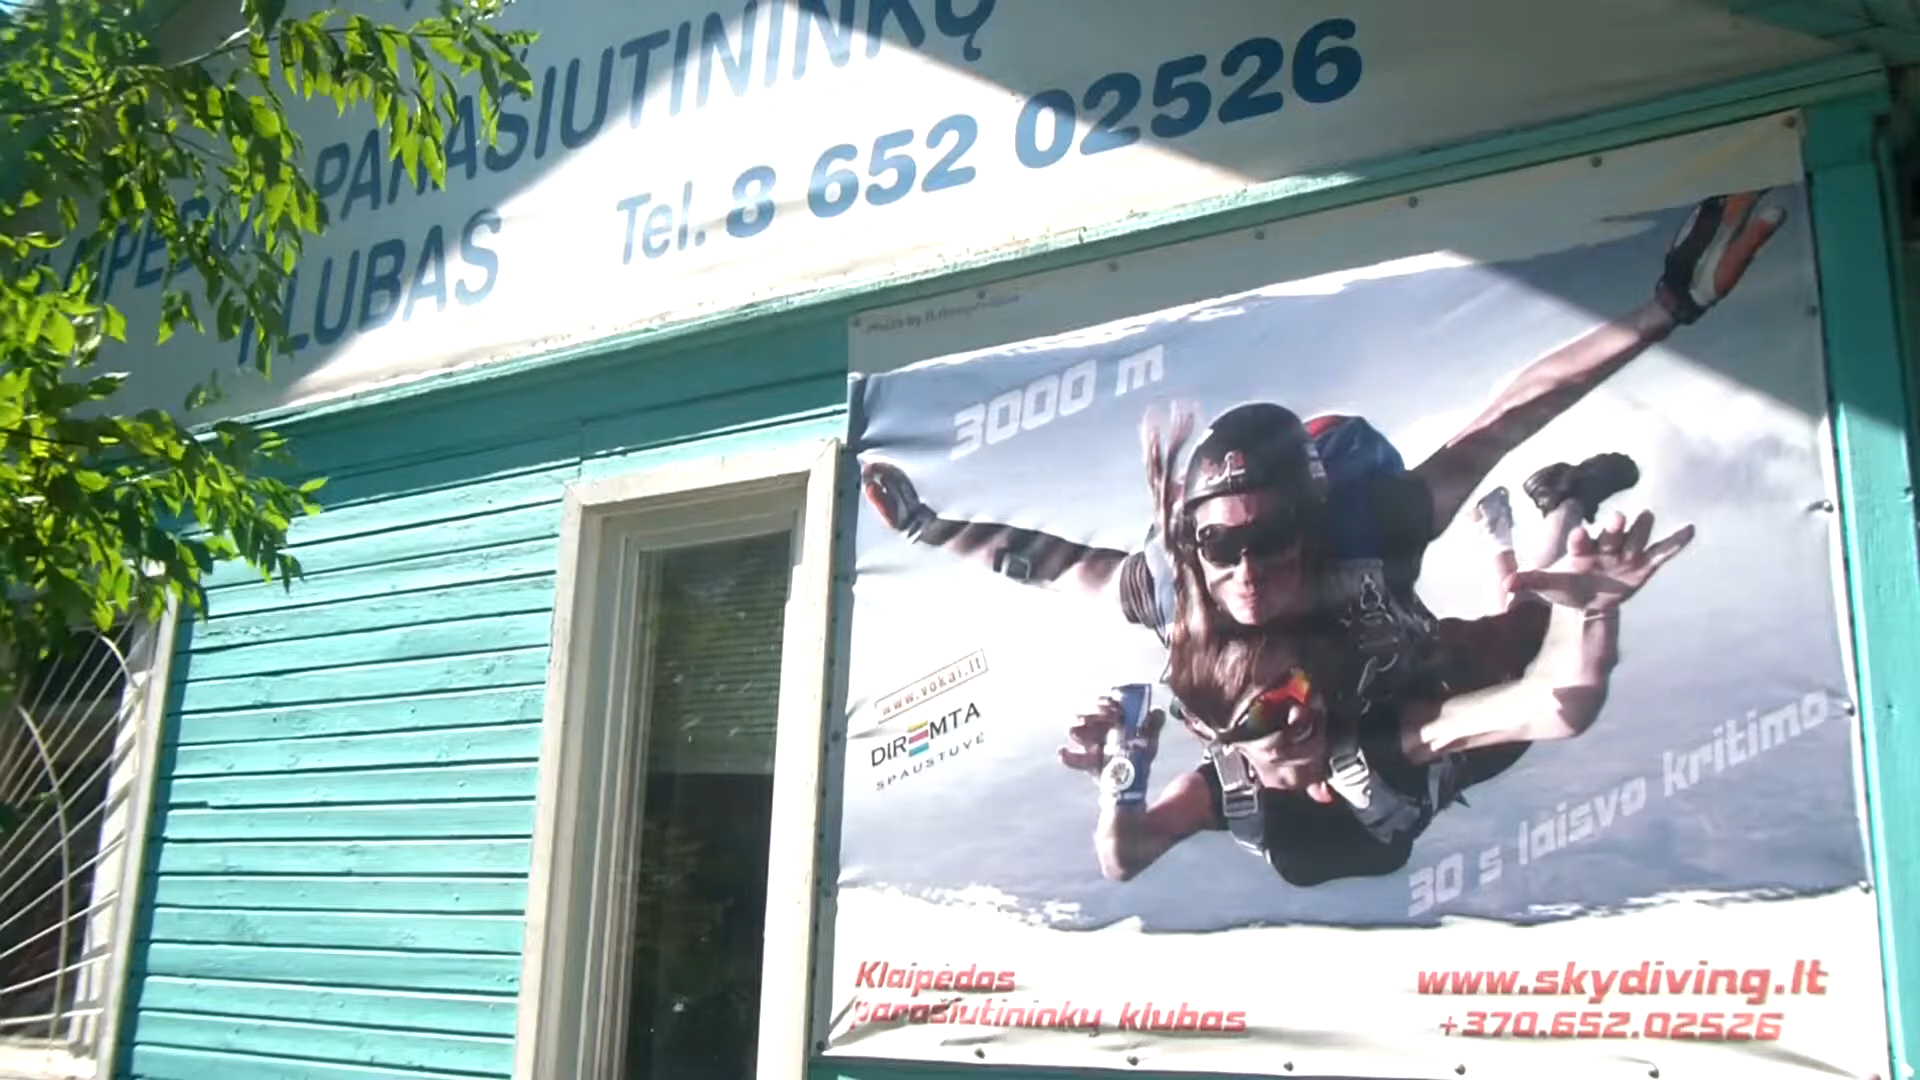 PARAŠIUTININKŲ
KLUBAS
Tel. 8 652 02526
3000 m
www.vokai.lt
DIREMTA
SPAUSTUVĖ
30 s laisvo kritimo
Klaipėdos
parašiutininkų klubas
www.skydiving.lt
+370.652.02526